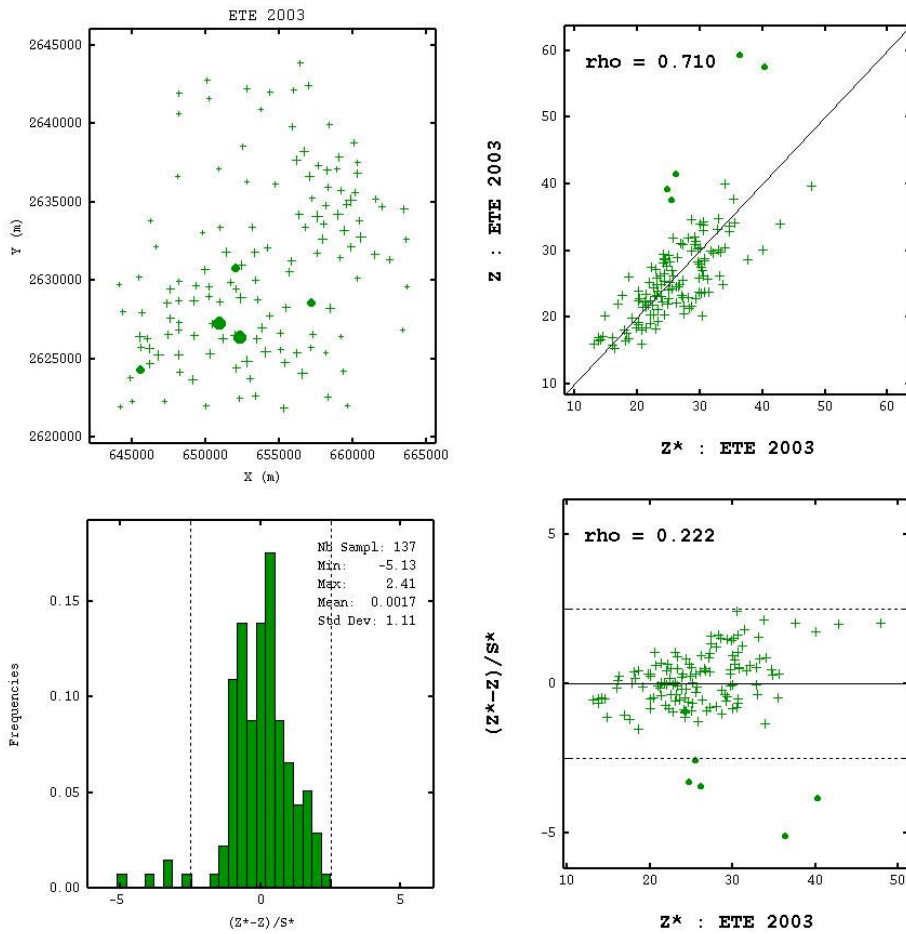 ETE 2003
2645000
2640000
2635000
2630000
2625000
2620000
Y (m)
645000 650000 655000 660000 665000
X (m)
rho = 0.710
60
50
40
30
20
10
Z : ETE 2003
10 20 30 40 50 60
Z* : ETE 2003
Nb Sampl: 137
Min: -5.13
Max: 2.41
Mean: 0.0017
Std Dev: 1.11
0.15
0.10
0.05
0.00
Frequencies
-5 0 5
(Z*-Z)/S*
rho = 0.222
5
0
-5
(Z*-Z)/S*
10 20 30 40 50
Z* : ETE 2003